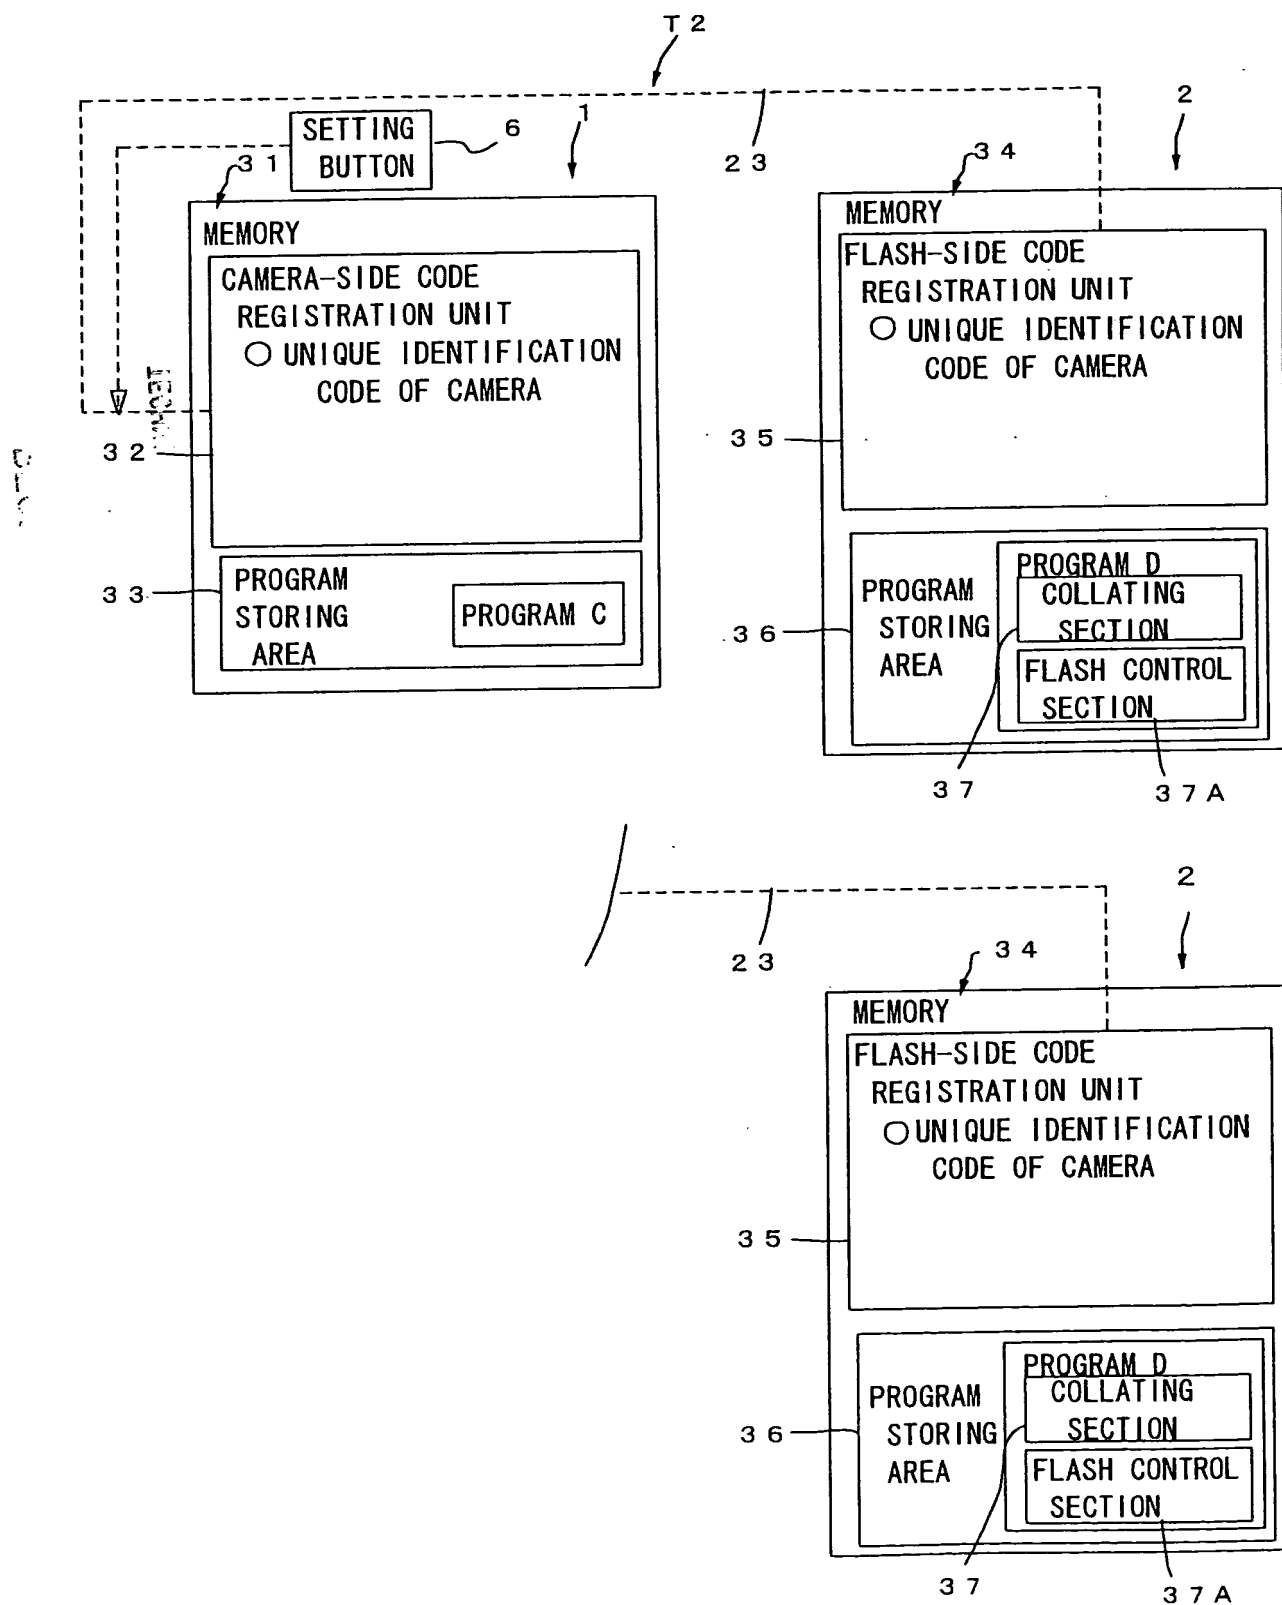 T2
SETTING
BUTTON
6
1
31
23
34
2
MEMORY
CAMERA-SIDE CODE
REGISTRATION UNIT
○ UNIQUE IDENTIFICATION
CODE OF CAMERA
32
33
PROGRAM
STORING
AREA
PROGRAM C
MEMORY
FLASH-SIDE CODE
REGISTRATION UNIT
○ UNIQUE IDENTIFICATION
CODE OF CAMERA
35
36
PROGRAM
STORING
AREA
PROGRAM D
COLLATING
SECTION
FLASH CONTROL
SECTION
37
37A
23
34
2
MEMORY
FLASH-SIDE CODE
REGISTRATION UNIT
○ UNIQUE IDENTIFICATION
CODE OF CAMERA
35
36
PROGRAM
STORING
AREA
PROGRAM D
COLLATING
SECTION
FLASH CONTROL
SECTION
37
37A